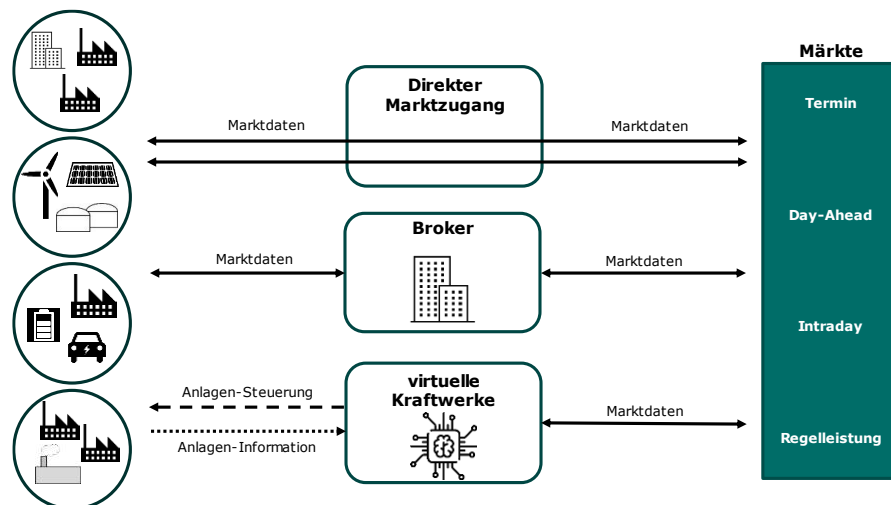 Märkte
Direkter
Marktzugang
Termin
Marktdaten
Marktdaten
Day-Ahead
Broker
Marktdaten
Marktdaten
Intraday
virtuelle
Kraftwerke
Anlagen-Steuerung
Marktdaten
Anlagen-Information
Regelleistung